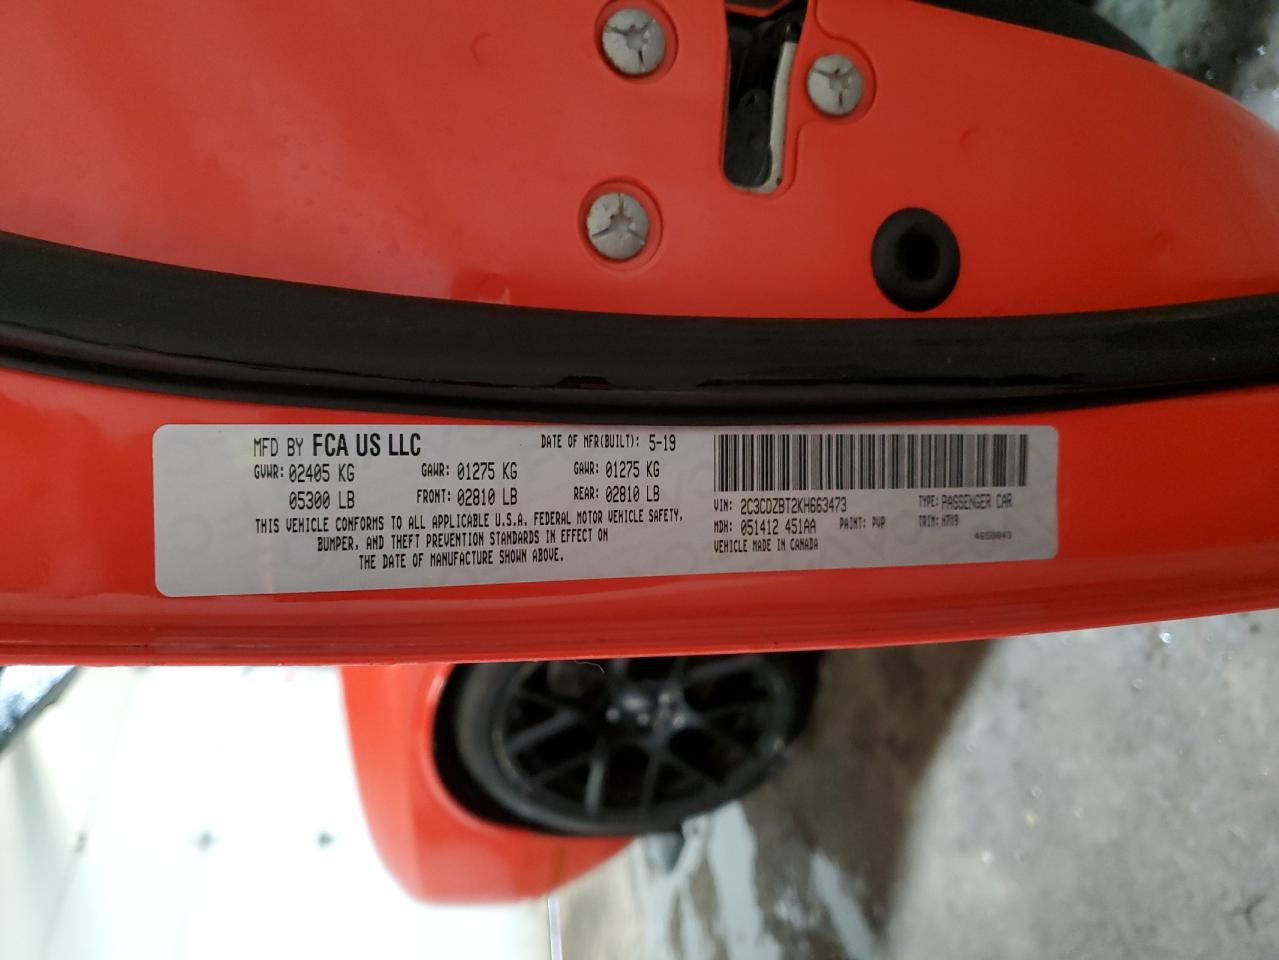 MFD BY FCA US LLC DATE OF MFR(BUILT): 5-19
GVWR: 02405 KG GAWR: 01275 KG GAWR: 01275 KG
05300 LB FRONT: 02810 LB REAR: 02810 LB
THIS VEHICLE CONFORMS TO ALL APPLICABLE U.S.A. FEDERAL MOTOR VEHICLE SAFETY,
BUMPER, AND THEFT PREVENTION STANDARDS IN EFFECT ON
THE DATE OF MANUFACTURE SHOWN ABOVE.
VIN: 2C3CDZBT2KH663473 TYPE: PASSENGER CAR
MDH: 051412 451AA PAINT: PVP TRIM: H7X9
VEHICLE MADE IN CANADA